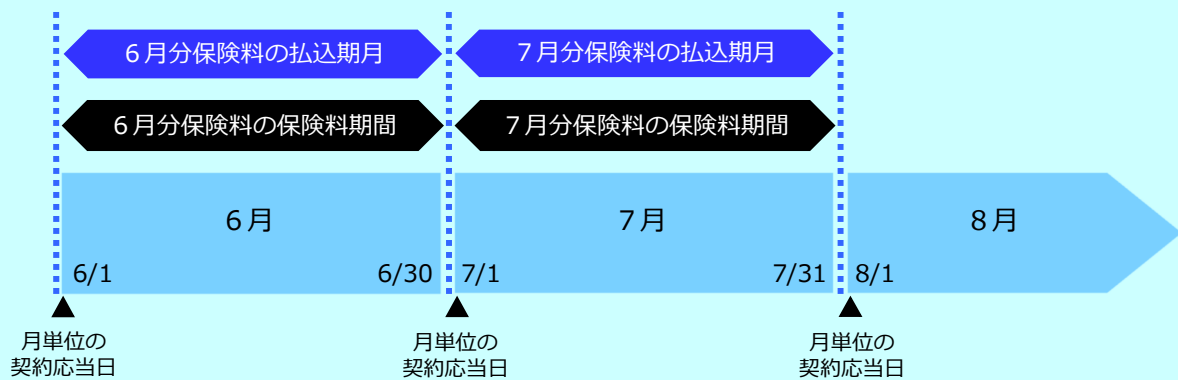 ６月分保険料の払込期月
７月分保険料の払込期月
６月分保険料の保険料期間
７月分保険料の保険料期間
６月
７月
８月
6/1
6/30
7/1
7/31
8/1
月単位の
契約応当日
月単位の
契約応当日
月単位の
契約応当日